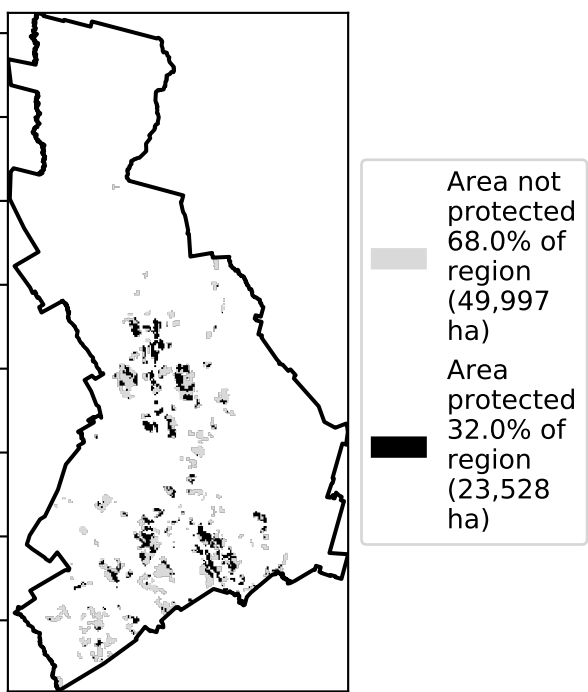 Area not
protected
68.0% of
region
(49,997
ha)
Area
protected
32.0% of
region
(23,528
ha)